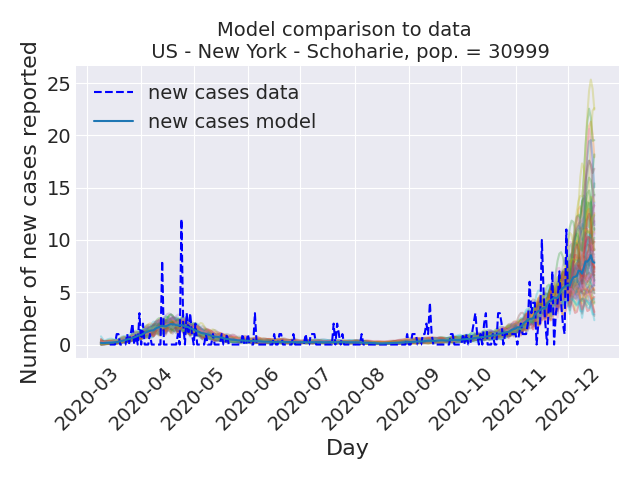 Model comparison to data
US - New York - Schoharie, pop. = 30999
Number of new cases reported
25
20
15
10
5
0
new cases data
new cases model
2020-03
2020-04
2020-05
2020-06
2020-07
2020-08
2020-09
2020-10
2020-11
2020-12
Day